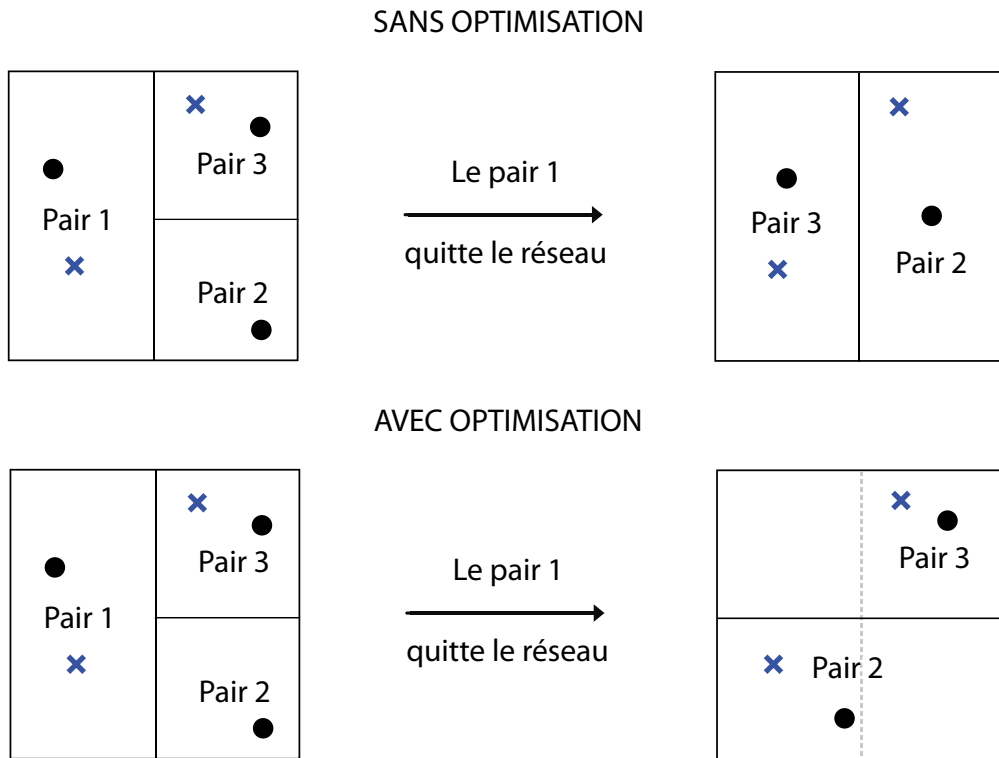 SANS OPTIMISATION
Pair 3
Pair 1
Pair 2
Le pair 1
quitte le réseau
Pair 3
Pair 2
AVEC OPTIMISATION
Pair 3
Pair 1
Pair 2
Le pair 1
quitte le réseau
Pair 3
Pair 2